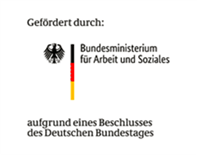 Gefördert durch:
Bundesministerium
für Arbeit und Soziales
aufgrund eines Beschlusses
des Deutschen Bundestages